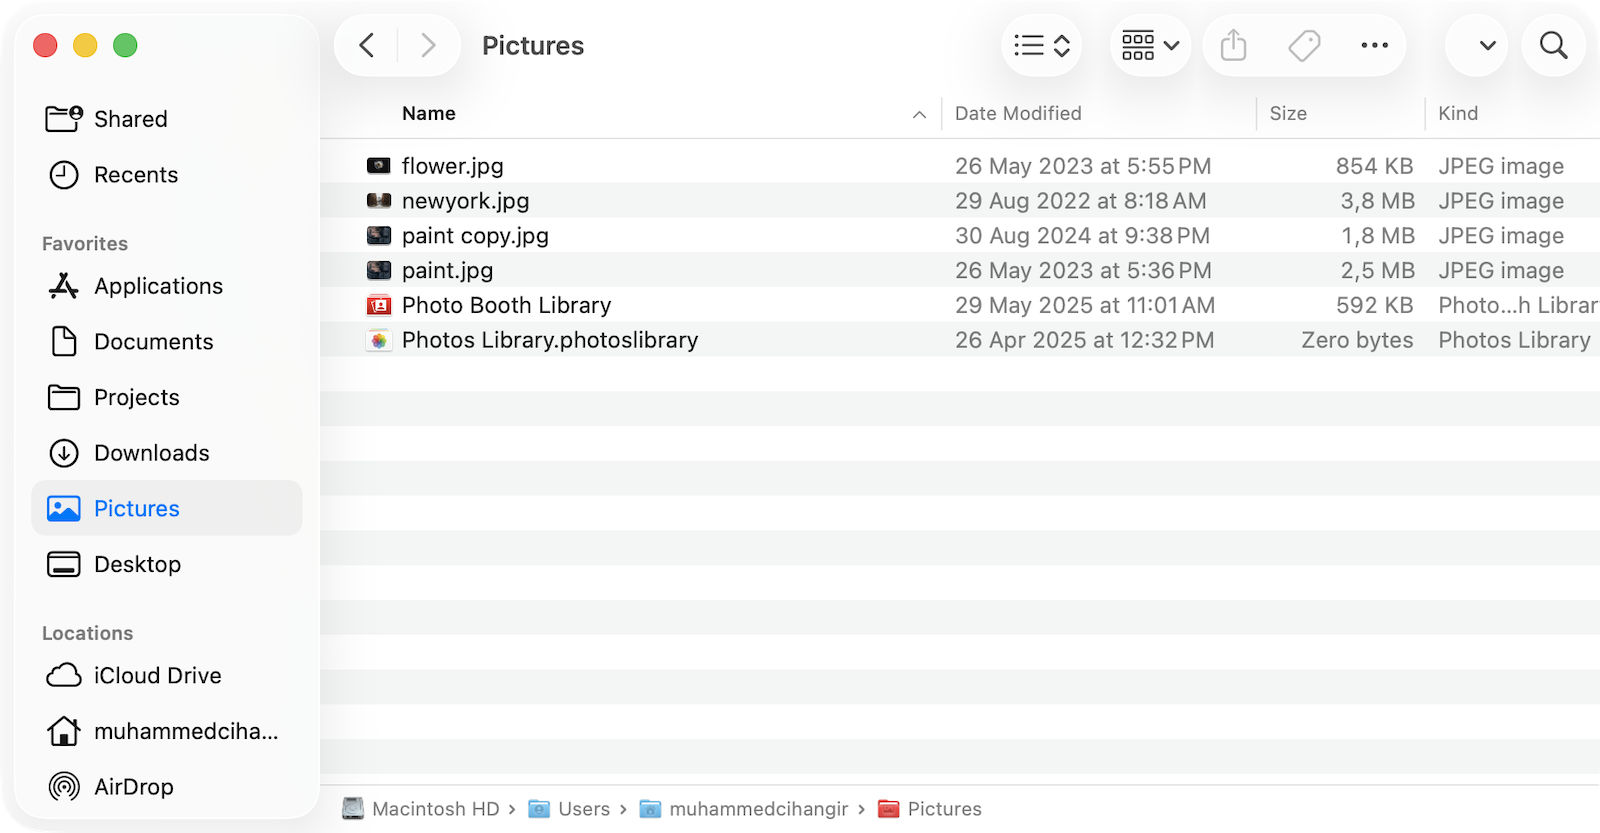 Pictures
Shared
Recents
Favorites
Applications
Documents
Projects
Downloads
Pictures
Desktop
Locations
iCloud Drive
muhammedciha...
AirDrop
Name Date Modified Size Kind
flower.jpg 26 May 2023 at 5:55 PM 854 KB JPEG image
newyork.jpg 29 Aug 2022 at 8:18 AM 3,8 MB JPEG image
paint copy.jpg 30 Aug 2024 at 9:38 PM 1,8 MB JPEG image
paint.jpg 26 May 2023 at 5:36 PM 2,5 MB JPEG image
Photo Booth Library 29 May 2025 at 11:01 AM 592 KB Photo...h Librar
Photos Library.photoslibrary 26 Apr 2025 at 12:32 PM Zero bytes Photos Library
Macintosh HD › Users › muhammedcihangir › Pictures